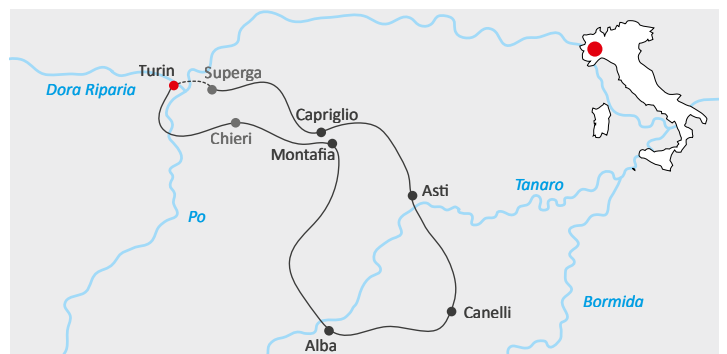 Turin
Superga
Dora Riparia
Capriglio
Chieri
Montafia
Asti
Tanaro
Po
Bormida
Canelli
Alba